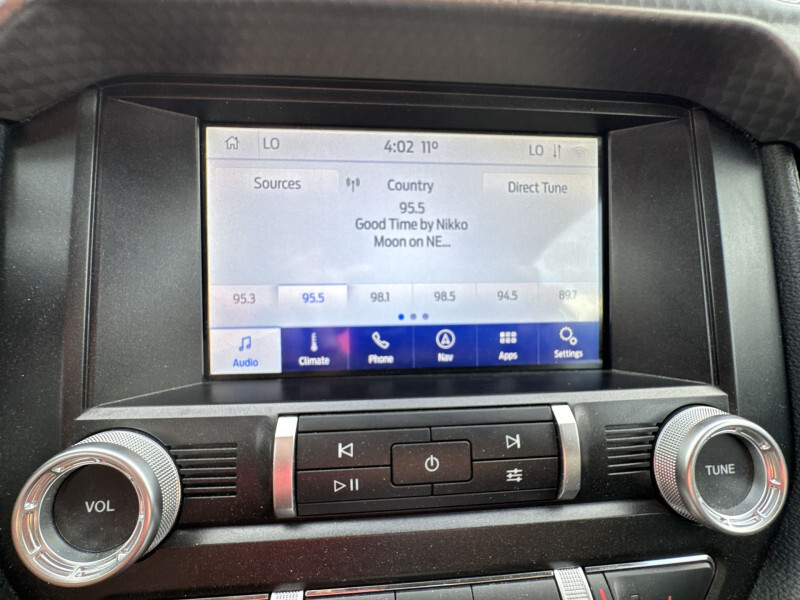 LO 4:02 11° LO
Sources Country Direct Tune
95.5
Good Time by Nikko
Moon on NE...
95.3 95.5 98.1 98.5 94.5 89.7
Audio Climate Phone Nav Apps Settings
VOL TUNE